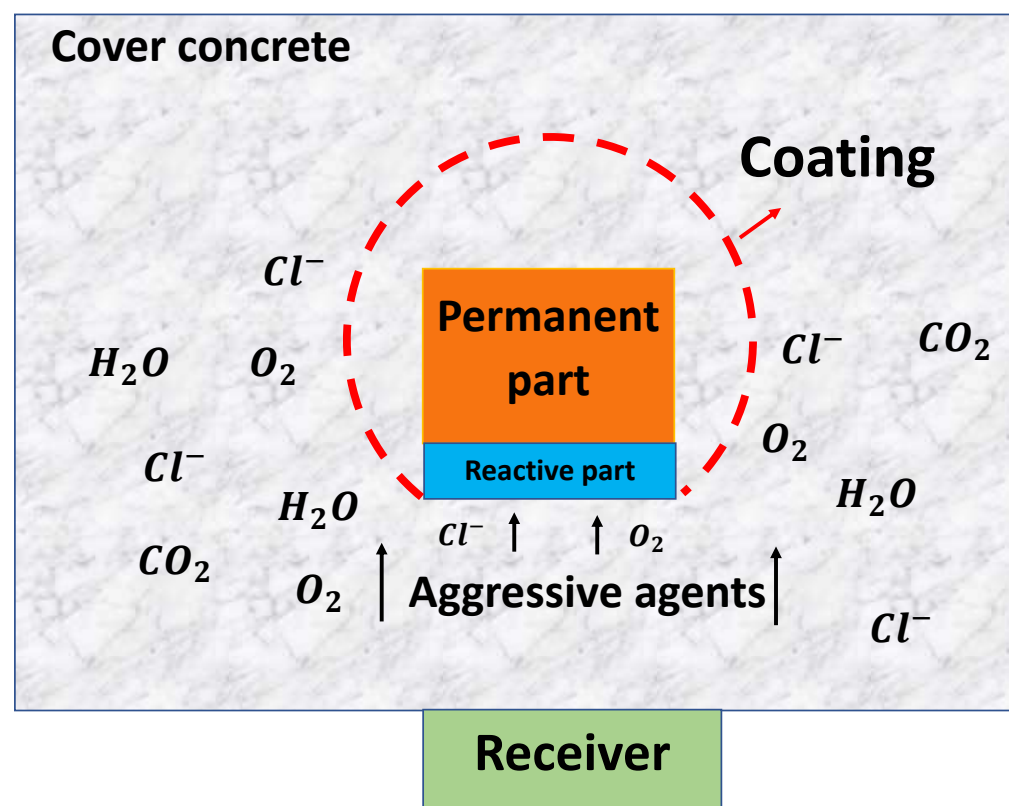 Cover concrete
Coating
Cl⁻
Permanent
part
H₂O
O₂
Cl⁻
CO₂
O₂
Cl⁻
Reactive part
H₂O
H₂O
Cl⁻
O₂
CO₂
O₂
Aggressive agents
Cl⁻
Receiver